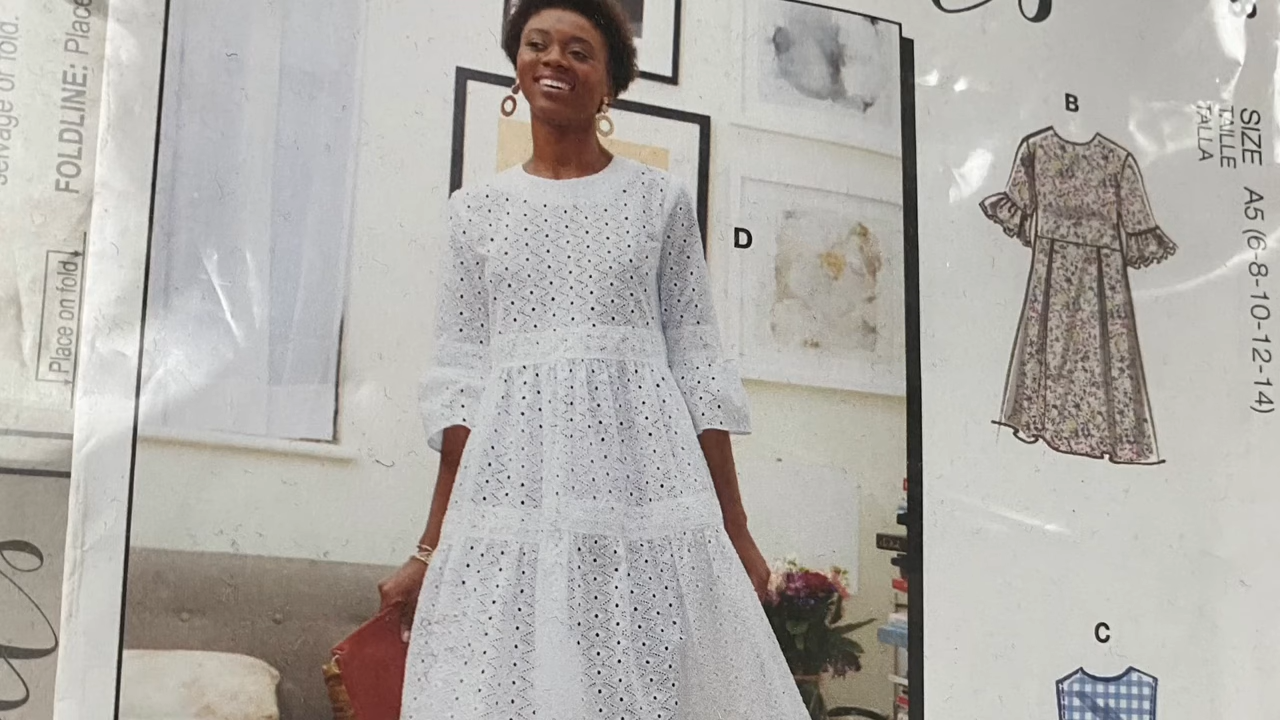 selvage or fold.
FOLDLINE: Place
Place on fold
D
B
SIZE A5 (6-8-10-12-14)
TAILLE
TALLA
C